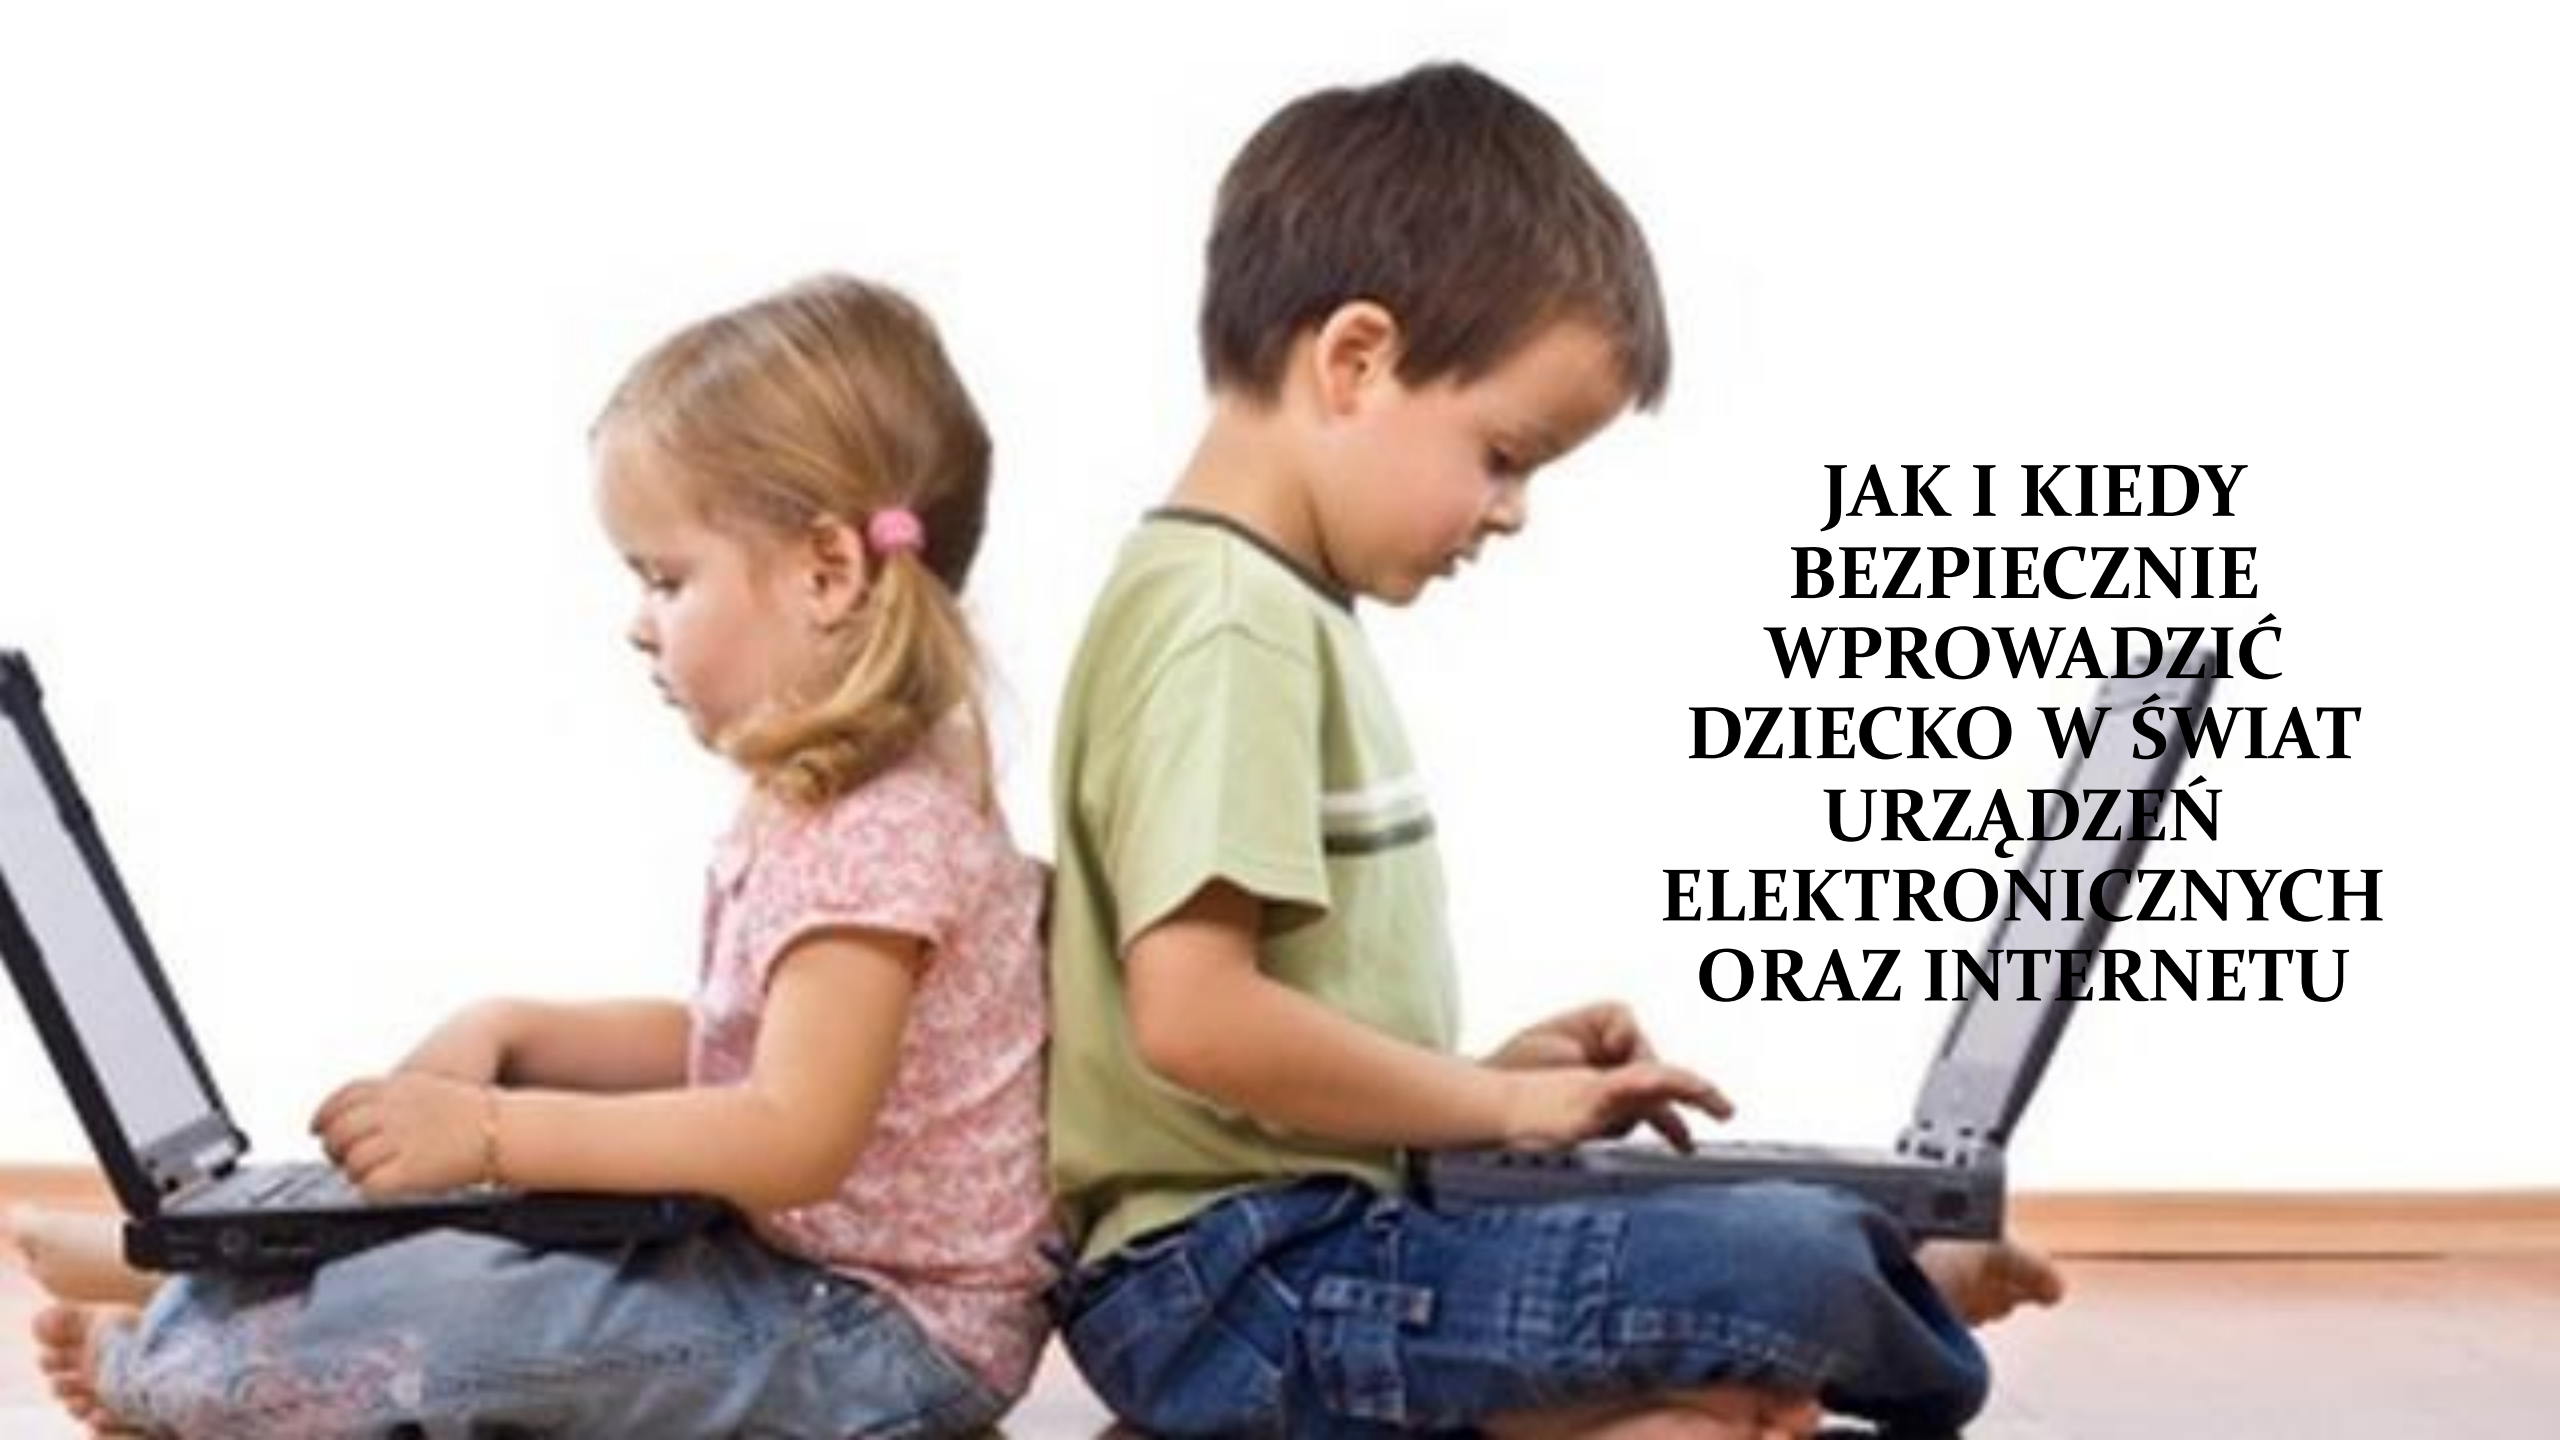 JAK I KIEDY
BEZPIECZNIE
WPROWADZIĆ
DZIECKO W ŚWIAT
URZĄDZEŃ
ELEKTRONICZNYCH
ORAZ INTERNETU